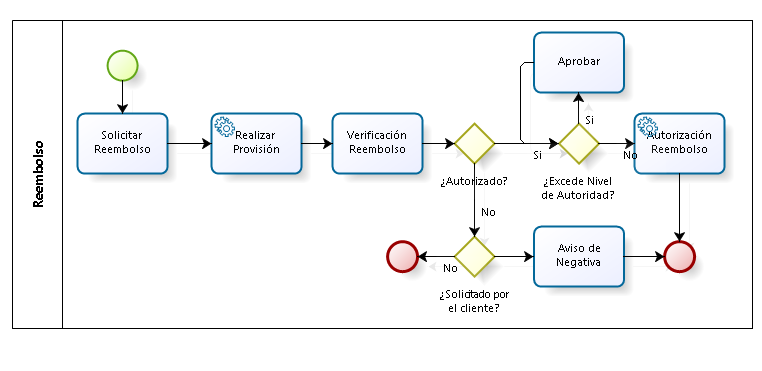 Reembolso
Solicitar
Reembolso
Realizar
Provisión
Verificación
Reembolso
¿Autorizado?
Si
Aprobar
Si
¿Excede Nivel
de Autoridad?
No
Autorización
Reembolso
No
¿Solicitado por
el cliente?
No
Aviso de
Negativa